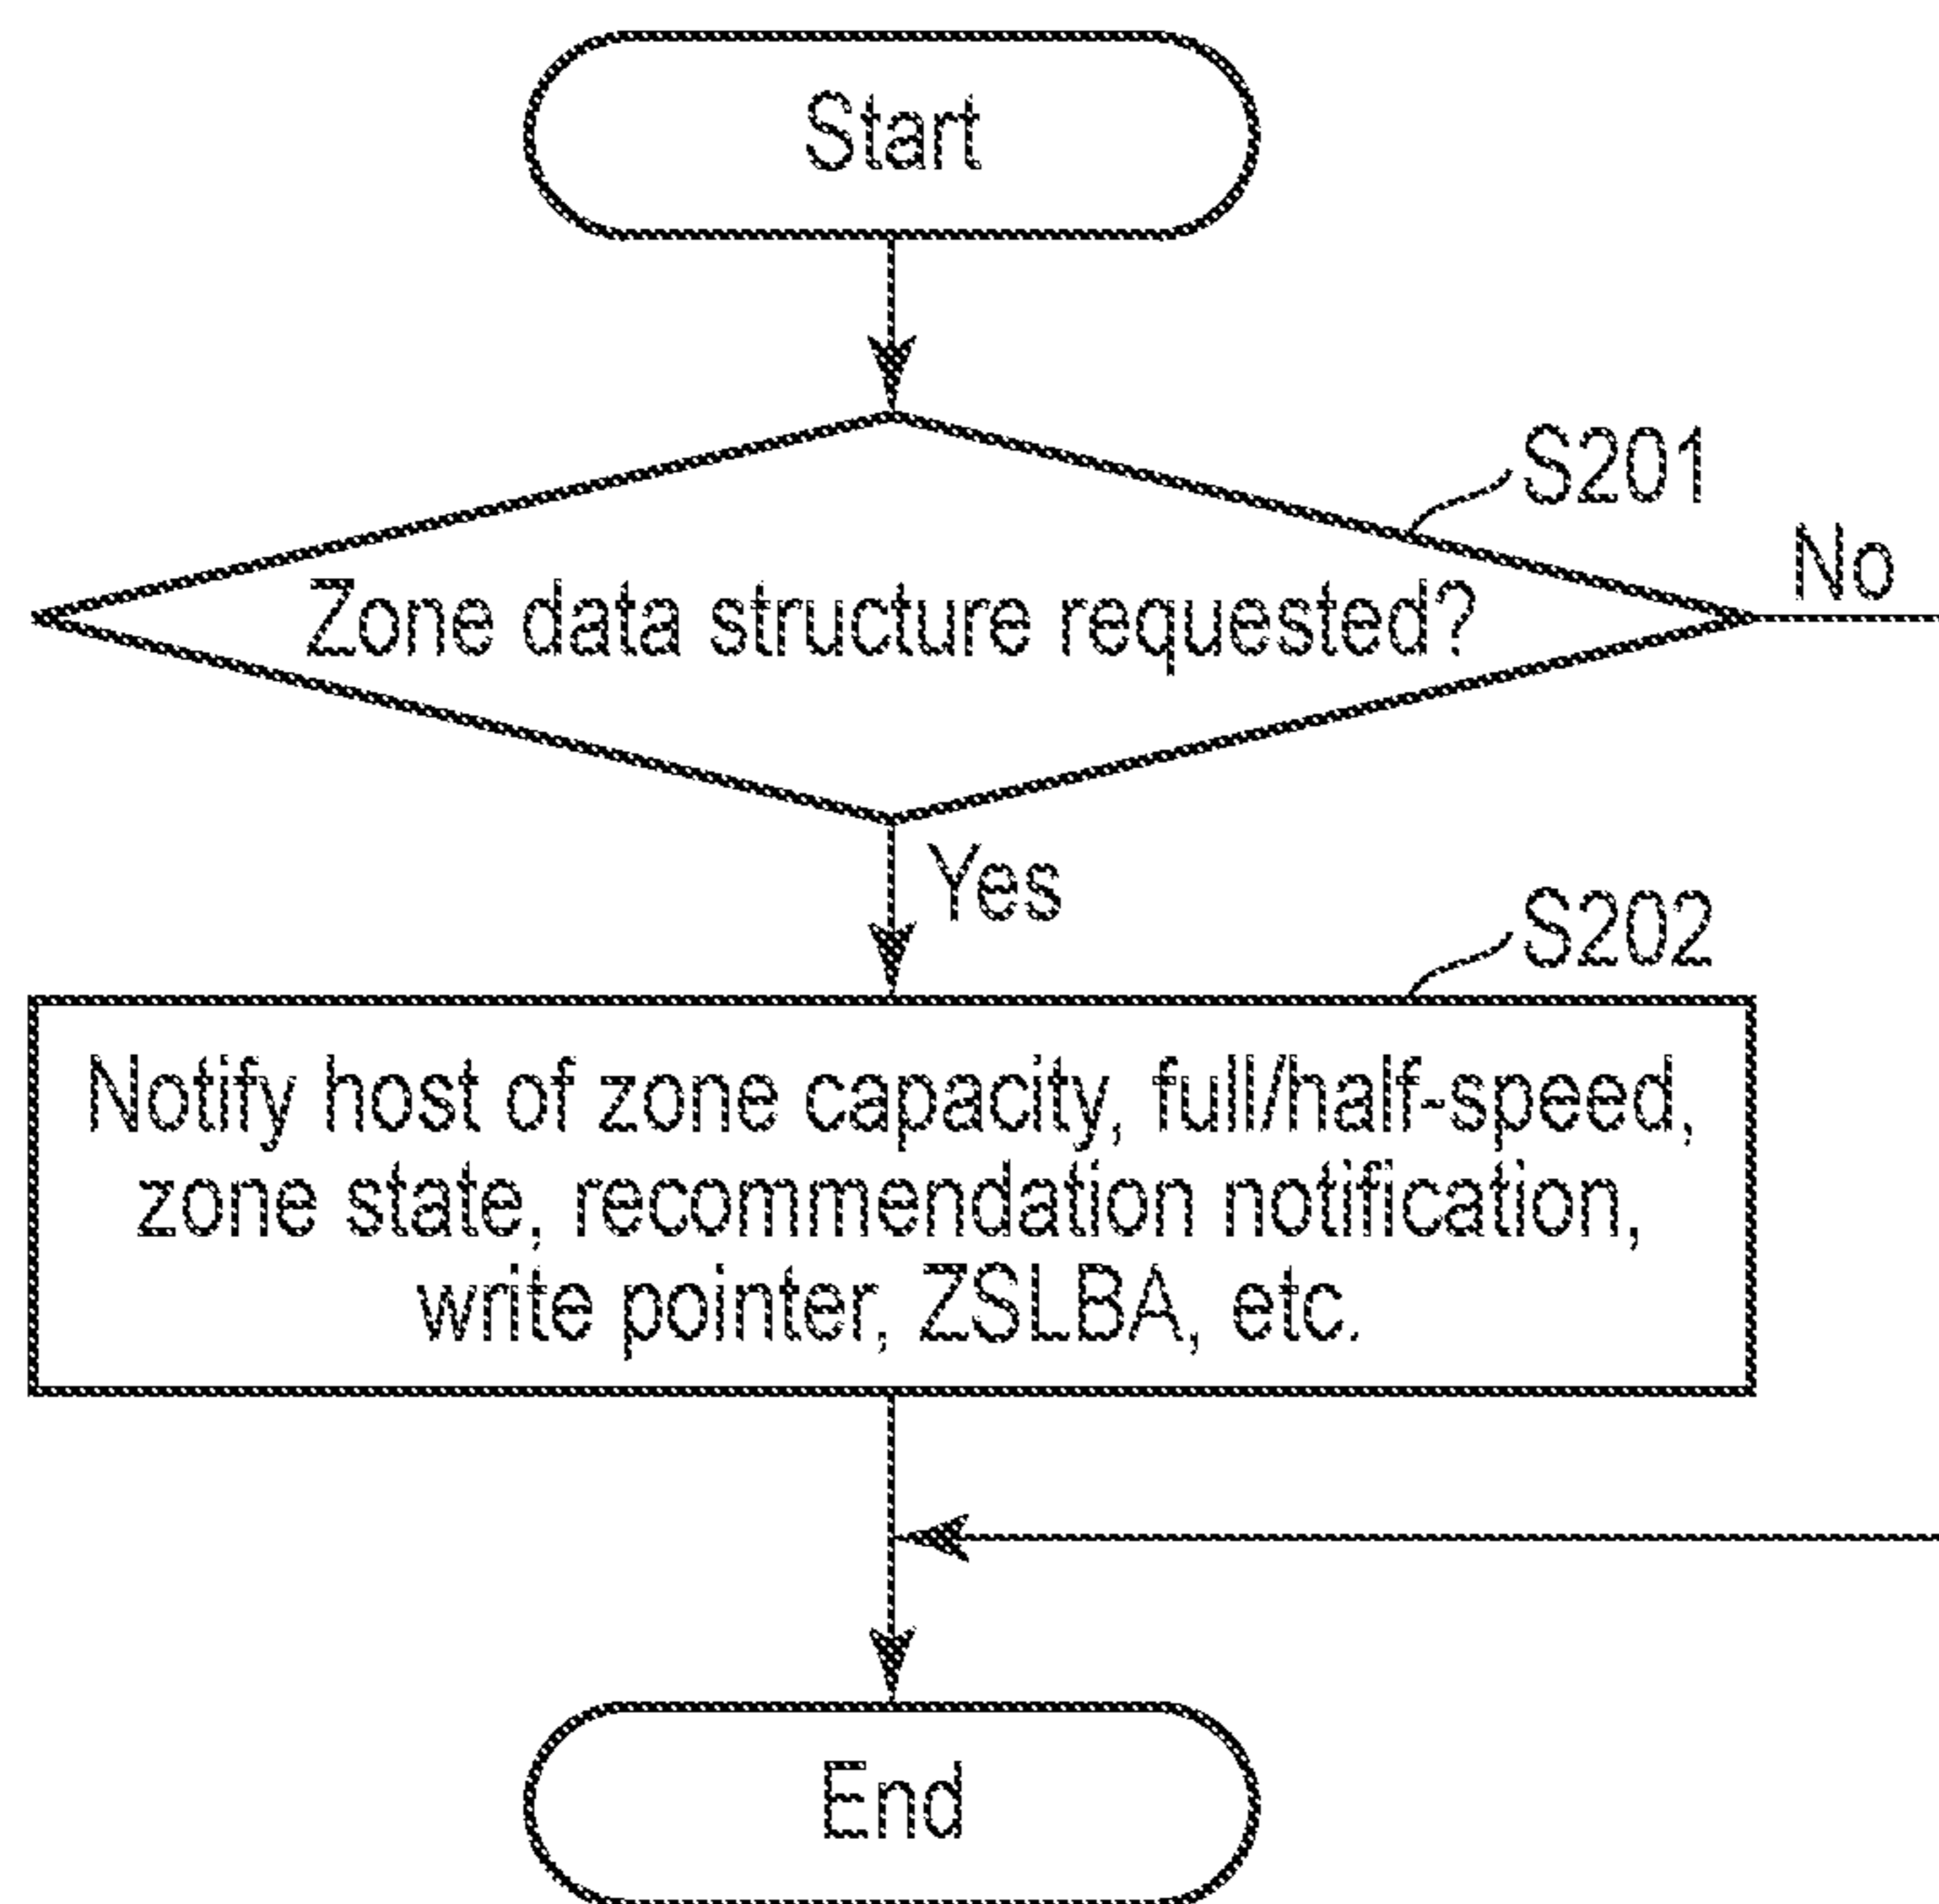 Start
S201
Zone data structure requested?
No
Yes
S202
Notify host of zone capacity, full/half-speed,
zone state, recommendation notification,
write pointer, ZSLBA, etc.
End